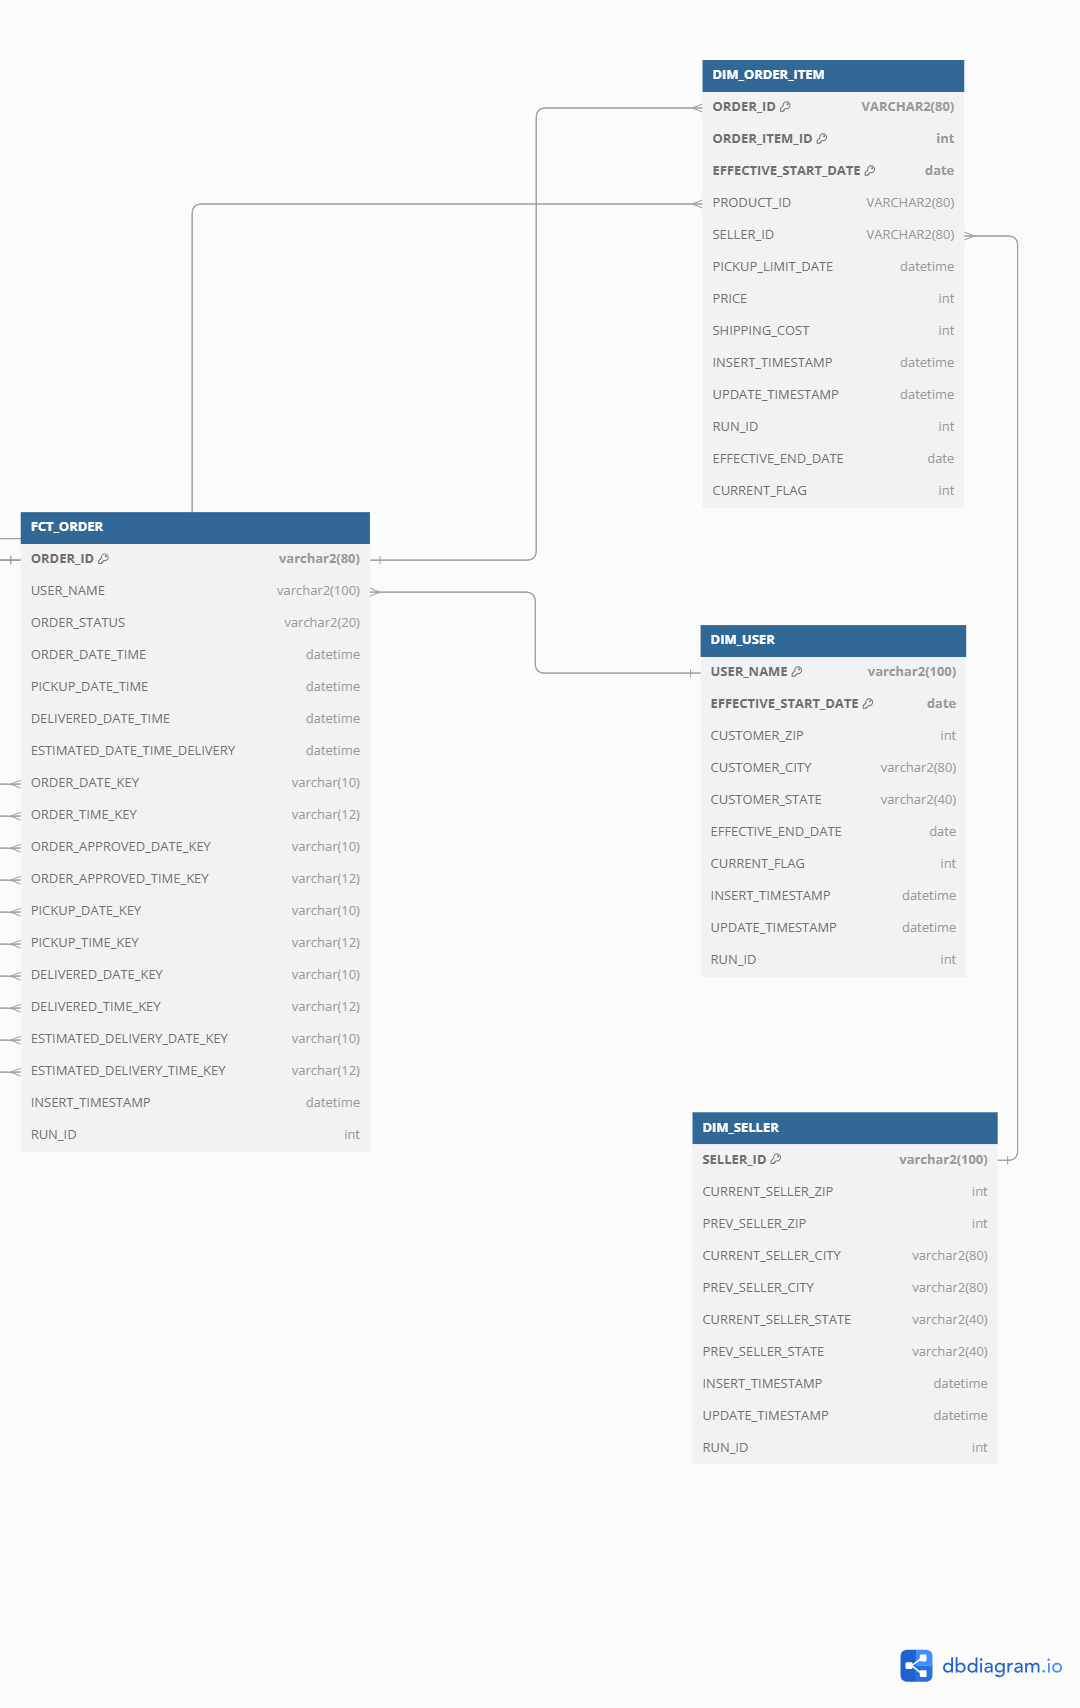 DIM_ORDER_ITEM
ORDER_ID VARCHAR2(80)
ORDER_ITEM_ID int
EFFECTIVE_START_DATE date
PRODUCT_ID VARCHAR2(80)
SELLER_ID VARCHAR2(80)
PICKUP_LIMIT_DATE datetime
PRICE int
SHIPPING_COST int
INSERT_TIMESTAMP datetime
UPDATE_TIMESTAMP datetime
RUN_ID int
EFFECTIVE_END_DATE date
CURRENT_FLAG int
FCT_ORDER
ORDER_ID varchar2(80)
USER_NAME varchar2(100)
ORDER_STATUS varchar2(20)
ORDER_DATE_TIME datetime
PICKUP_DATE_TIME datetime
DELIVERED_DATE_TIME datetime
ESTIMATED_DATE_TIME_DELIVERY datetime
ORDER_DATE_KEY varchar(10)
ORDER_TIME_KEY varchar(12)
ORDER_APPROVED_DATE_KEY varchar(10)
ORDER_APPROVED_TIME_KEY varchar(12)
PICKUP_DATE_KEY varchar(10)
PICKUP_TIME_KEY varchar(12)
DELIVERED_DATE_KEY varchar(10)
DELIVERED_TIME_KEY varchar(12)
ESTIMATED_DELIVERY_DATE_KEY varchar(10)
ESTIMATED_DELIVERY_TIME_KEY varchar(12)
INSERT_TIMESTAMP datetime
RUN_ID int
DIM_USER
USER_NAME varchar2(100)
EFFECTIVE_START_DATE date
CUSTOMER_ZIP int
CUSTOMER_CITY varchar2(80)
CUSTOMER_STATE varchar2(40)
EFFECTIVE_END_DATE date
CURRENT_FLAG int
INSERT_TIMESTAMP datetime
UPDATE_TIMESTAMP datetime
RUN_ID int
DIM_SELLER
SELLER_ID varchar2(100)
CURRENT_SELLER_ZIP int
PREV_SELLER_ZIP int
CURRENT_SELLER_CITY varchar2(80)
PREV_SELLER_CITY varchar2(80)
CURRENT_SELLER_STATE varchar2(40)
PREV_SELLER_STATE varchar2(40)
INSERT_TIMESTAMP datetime
UPDATE_TIMESTAMP datetime
RUN_ID int
dbdiagram.io